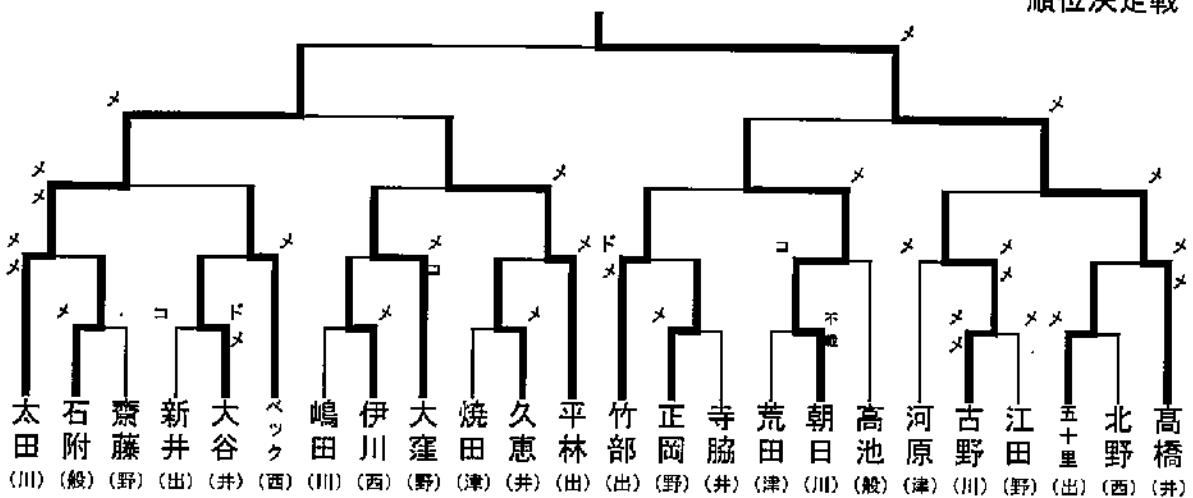 順位決定戦
メ
メ メ
メ メ メ メ
メ
メ メ メ メ ド コ メ メ メ
メ コ メ メ メ
メ コ ド メ メ メ 不戦 メ メ メ
メ メ
太田 石附 齋藤 新井 大谷 ベック 嶋田 伊川 大窪 焼田 久恵 平林 竹部 正岡 寺脇 荒田 朝日 高池 河原 古野 江田 五十里 北野 髙橋
(川) (般) (野) (出) (井) (西) (川) (西) (野) (津) (井) (出) (出) (野) (井) (津) (川) (般) (津) (川) (野) (出) (西) (井)